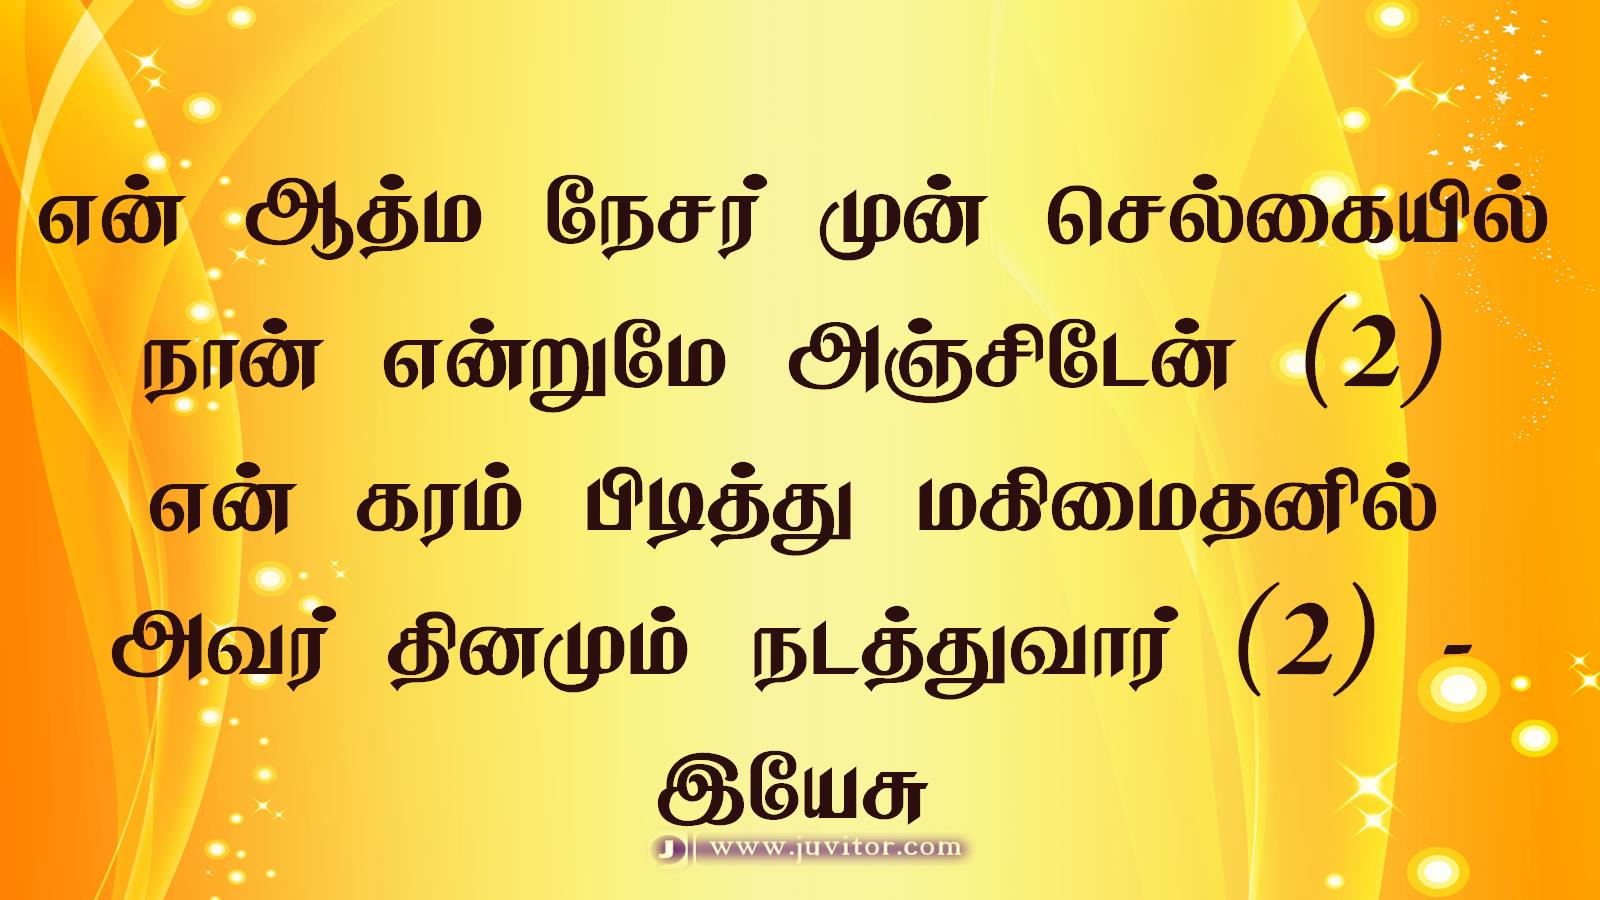 என் ஆத்ம நேசர் முன் செல்கையில்
நான் என்றுமே அஞ்சிடேன் (2)
என் கரம் பிடித்து மகிமைதனில்
அவர் தினமும் நடத்துவார் (2) -
இயேசு
J www.juvitor.com